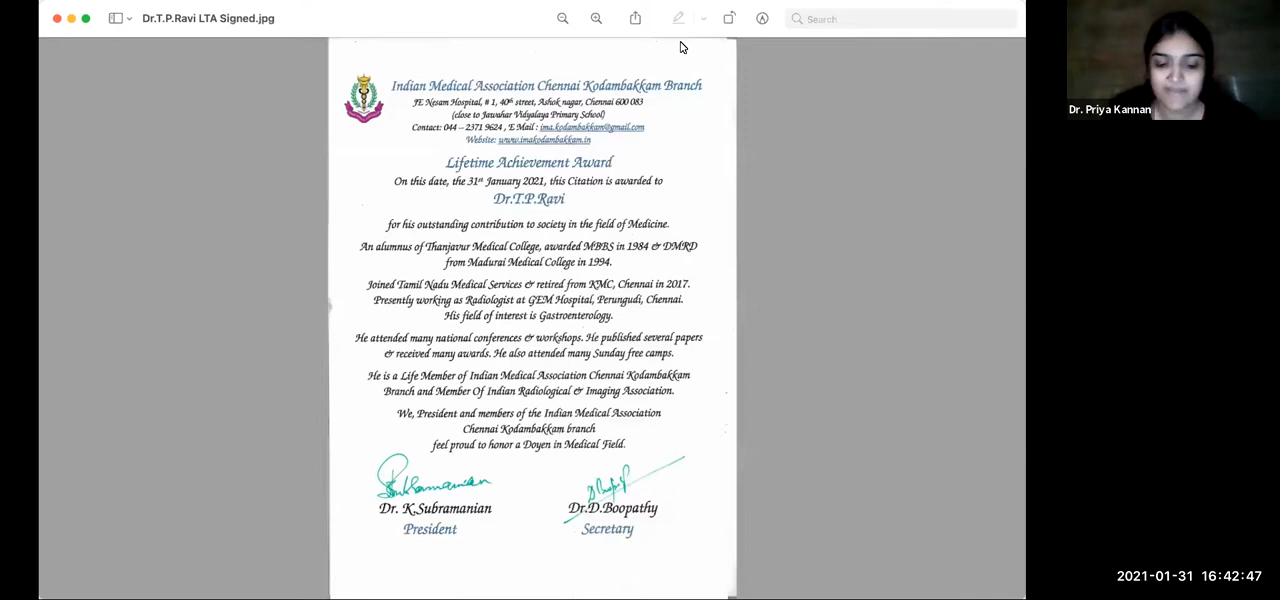 Dr.T.P.Ravi LTA Signed.jpg
Search
Indian Medical Association Chennai Kodambakkam Branch
JE Nesam Hospital, # 1, 40th street, Ashok nagar, Chennai 600 083
(close to Jawahar Vidyalaya Primary School)
Contact: 044 – 2371 9624 , E Mail : ima.kodambakkam@gmail.com
Website: www.imakodambakkam.in
Lifetime Achievement Award
On this date, the 31st January 2021, this Citation is awarded to
Dr.T.P.Ravi
for his outstanding contribution to society in the field of Medicine.
An alumnus of Thanjavur Medical College, awarded MBBS in 1984 & DMRD
from Madurai Medical College in 1994.
Joined Tamil Nadu Medical Services & retired from KMC, Chennai in 2017.
Presently working as Radiologist at GEM Hospital, Perungudi, Chennai.
His field of interest is Gastroenterology.
He attended many national conferences & workshops. He published several papers
& received many awards. He also attended many Sunday free camps.
He is a Life Member of Indian Medical Association Chennai Kodambakkam
Branch and Member Of Indian Radiological & Imaging Association.
We, President and members of the Indian Medical Association
Chennai Kodambakkam branch
feel proud to honor a Doyen in Medical Field.
Dr. K.Subramanian
President
Dr.D.Boopathy
Secretary
Dr. Priya Kannan
2021-01-31 16:42:47